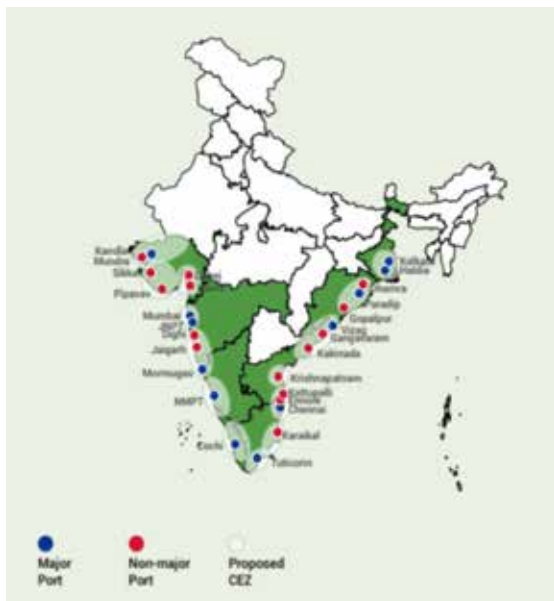 Kandla
Mundra
Sikka
Pipavav
Mumbai
JNPT
Dighi
Jaigarh
Mormugao
NMPT
Cochin
Kolkata
Haldia
Dhamra
Paradip
Gopalpur
Vizag
Gangavaram
Kakinada
Krishnapatnam
Kattupalli
Ennore
Chennai
Karaikal
Tuticorin
Major
Port
Non-major
Port
Proposed
CEZ